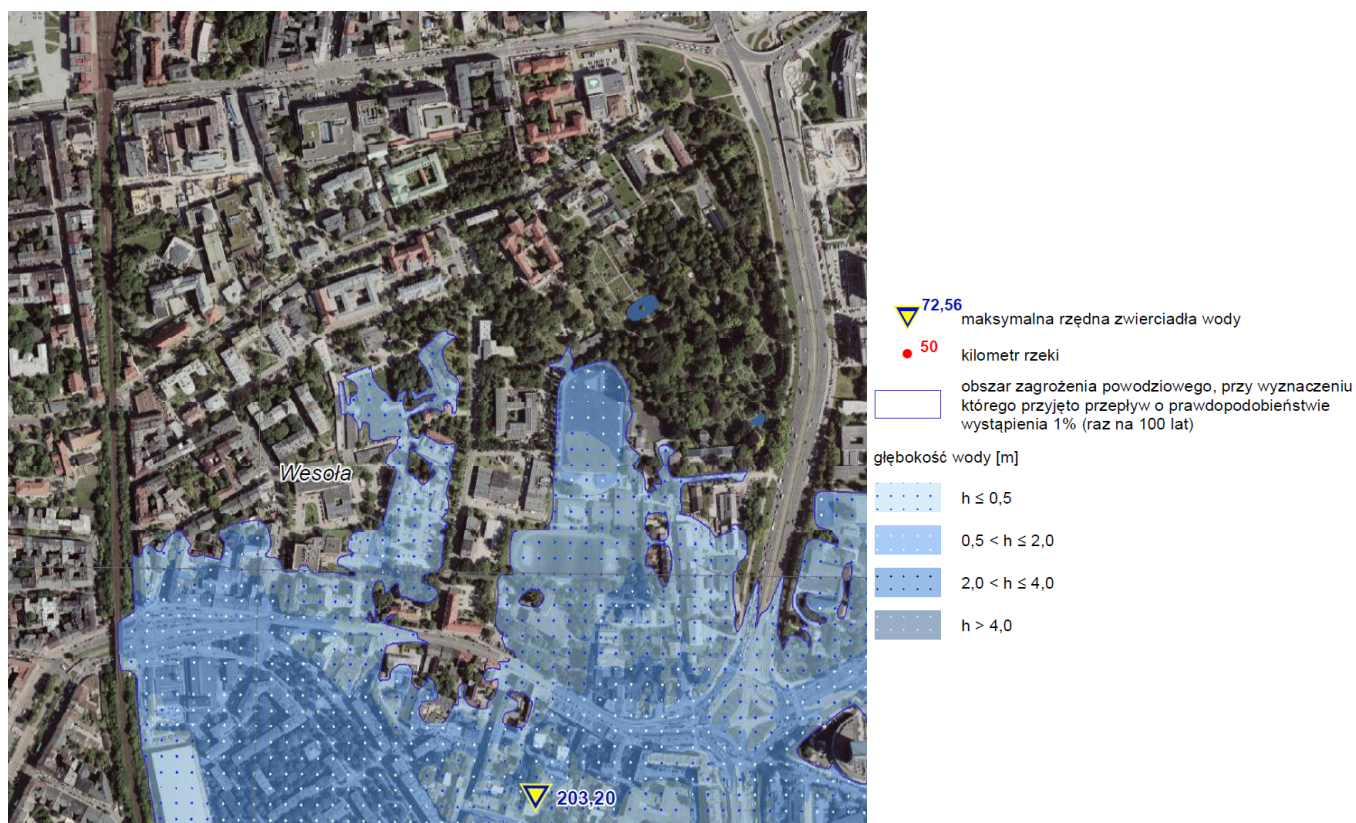 Wesoła
203,20
72,56
maksymalna rzędna zwierciadła wody
50
kilometr rzeki
obszar zagrożenia powodziowego, przy wyznaczeniu
którego przyjęto przepływ o prawdopodobieństwie
wystąpienia 1% (raz na 100 lat)
głębokość wody [m]
h ≤ 0,5
0,5 < h ≤ 2,0
2,0 < h ≤ 4,0
h > 4,0